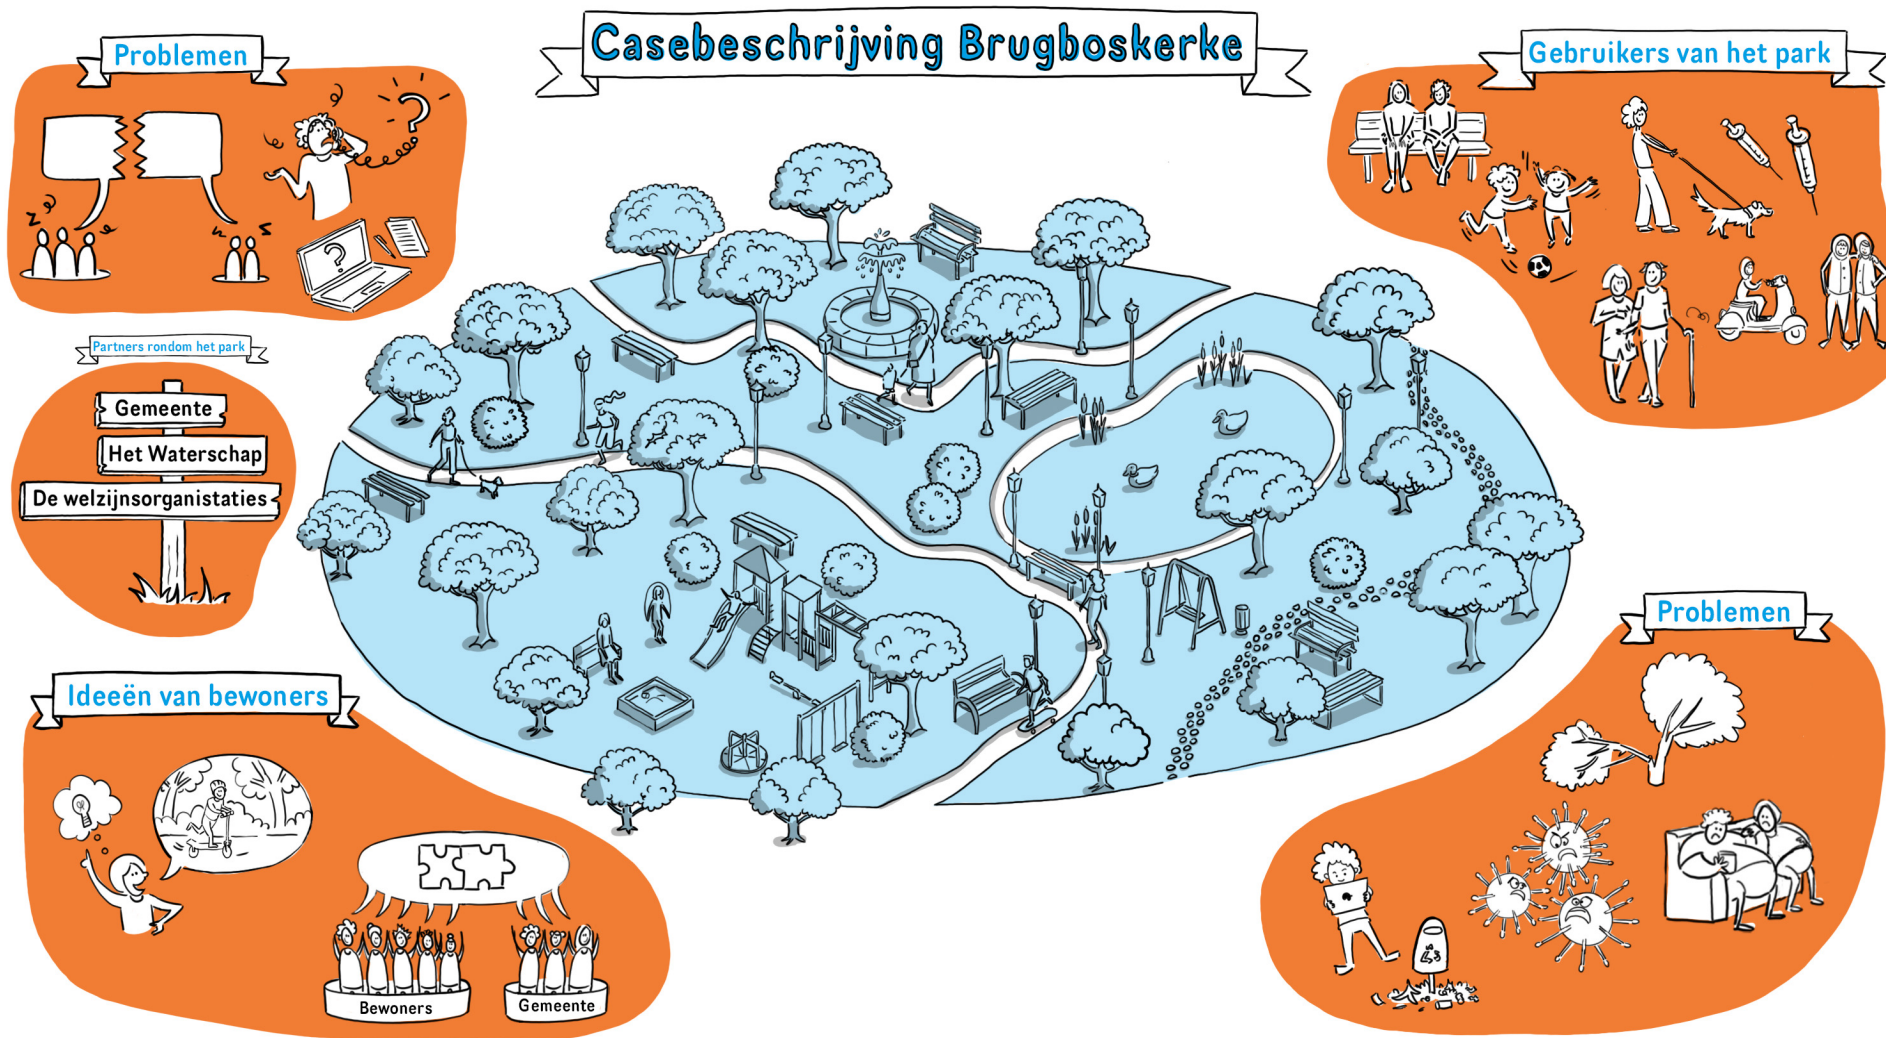 Casebeschrijving Brugboskerke
Problemen
?
?
Partners rondom het park
Gemeente
Het Waterschap
De welzijnsorganistaties
Ideeën van bewoners
Bewoners
Gemeente
Gebruikers van het park
Problemen